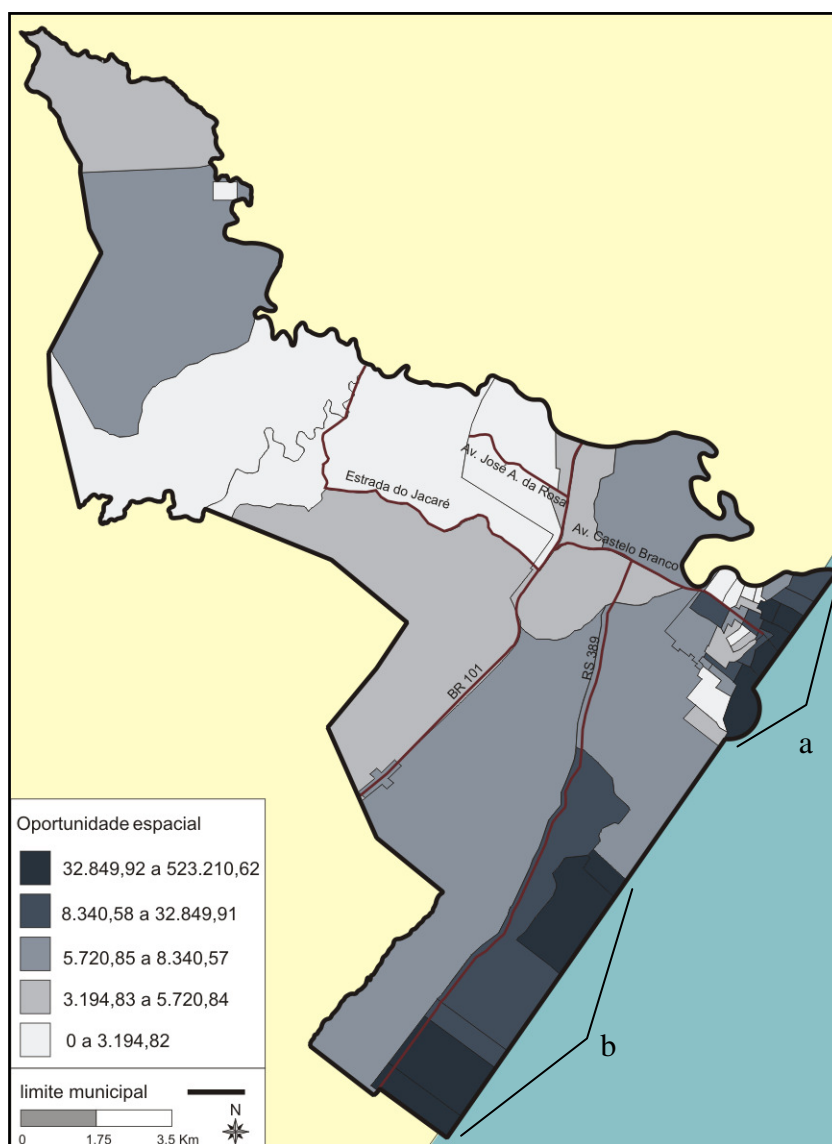 Av. José A. da Rosa
Estrada do Jacaré
Av. Castelo Branco
RS 389
BR 101
a
b
Oportunidade espacial
32.849,92 a 523.210,62
8.340,58 a 32.849,91
5.720,85 a 8.340,57
3.194,83 a 5.720,84
0 a 3.194,82
limite municipal
N
0 1.75 3.5 Km